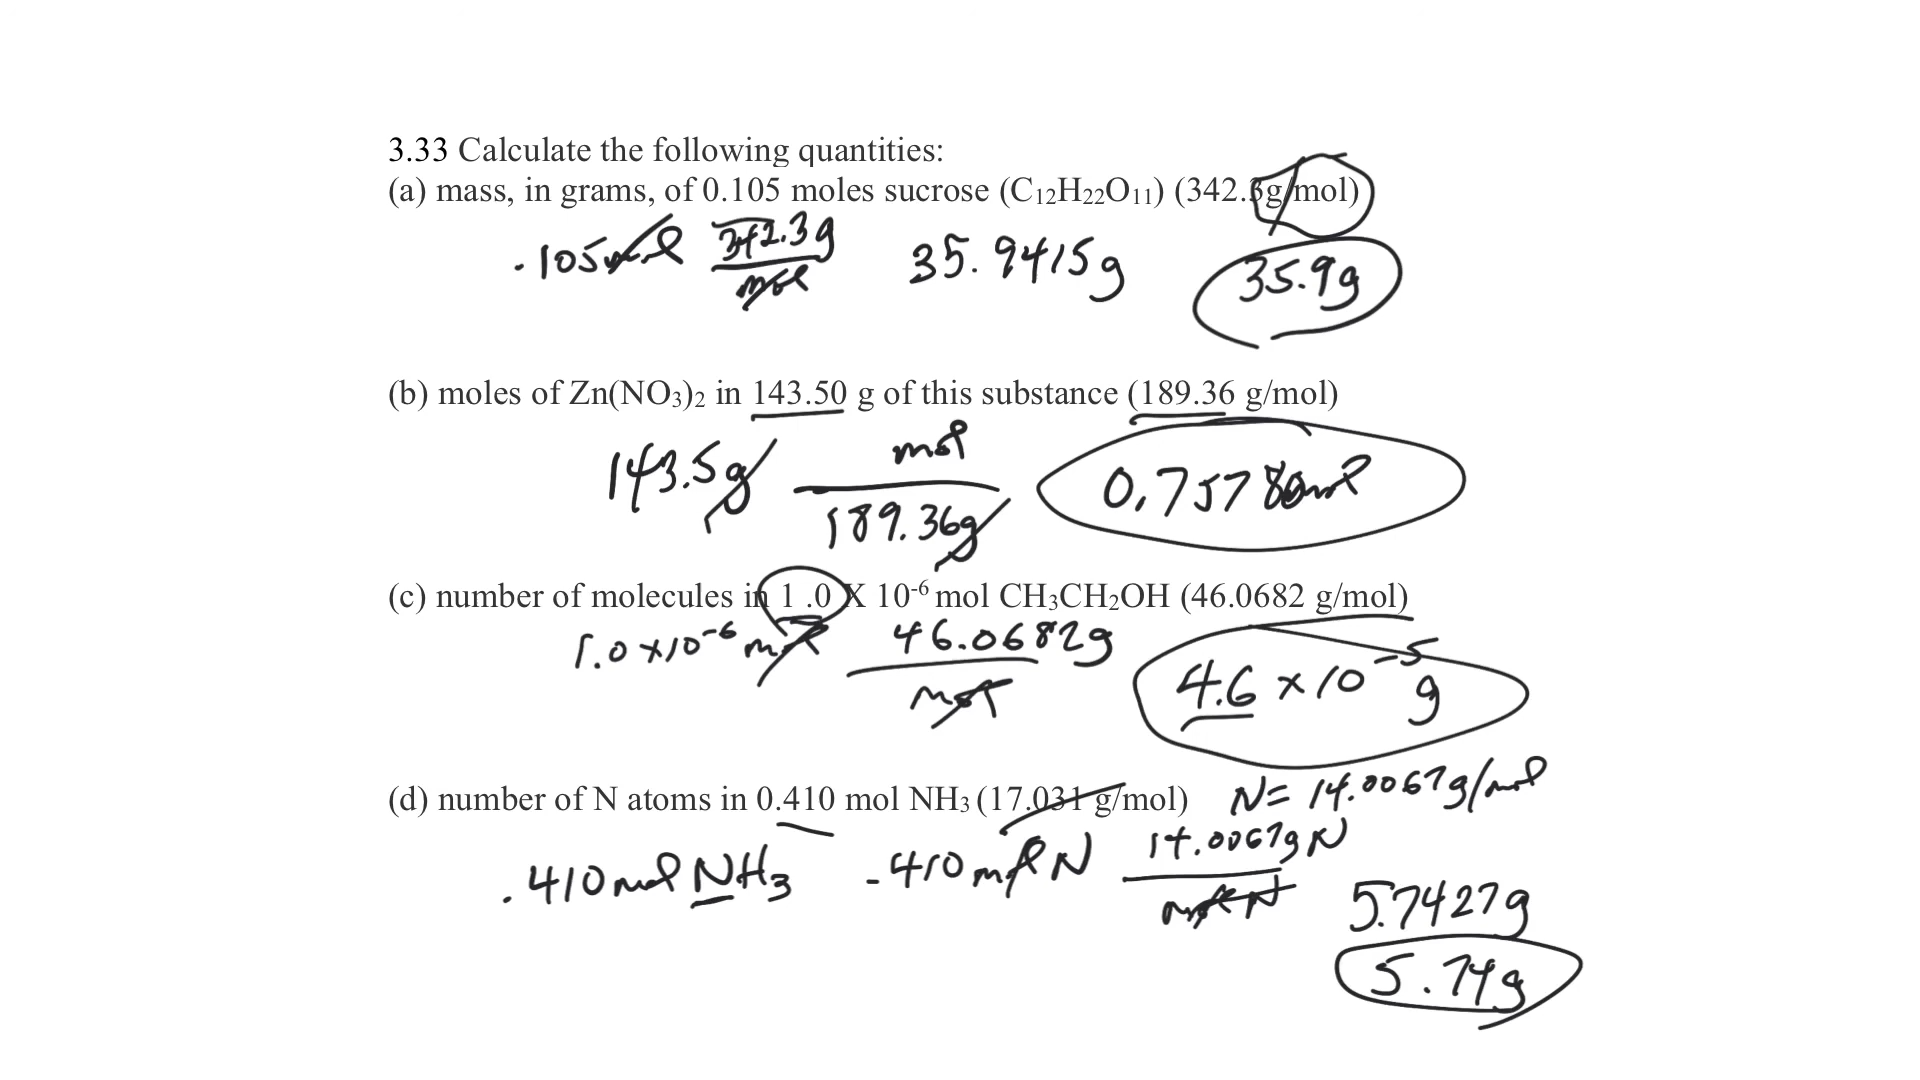 3.33 Calculate the following quantities:
(a) mass, in grams, of 0.105 moles sucrose (C₁₂H₂₂O₁₁) (342.3g/mol)
.105 mol 342.3g/mol 35.9415g 35.9g
(b) moles of Zn(NO₃)₂ in 143.50 g of this substance (189.36 g/mol)
143.5g mol/189.36g 0.75780 mol
(c) number of molecules in 1 .0 X 10⁻⁶ mol CH₃CH₂OH (46.0682 g/mol)
1.0 x 10⁻⁶ mol 46.0682g/mol 4.6 x 10⁻⁵ g
(d) number of N atoms in 0.410 mol NH₃ (17.031 g/mol) N = 14.0067g/mol
.410 mol NH₃ .410 mol N 14.0067g N/mol N 5.7427g
5.74g